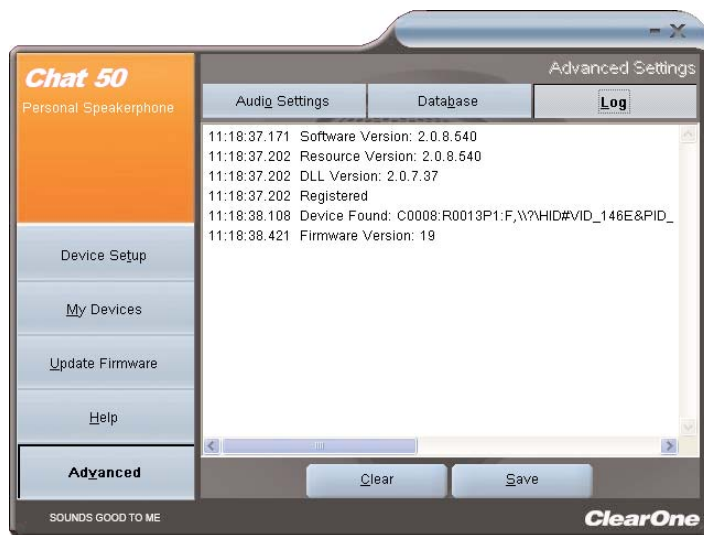 Chat 50
Personal Speakerphone
Advanced Settings
Audio Settings
Database
Log
11:18:37.171 Software Version: 2.0.8.540
11:18:37.202 Resource Version: 2.0.8.540
11:18:37.202 DLL Version: 2.0.7.37
11:18:37.202 Registered
11:18:38.108 Device Found: C0008:R0013P1:F,\\?\HID#VID_146E&PID_
11:18:38.421 Firmware Version: 19
Device Setup
My Devices
Update Firmware
Help
Advanced
Clear
Save
SOUNDS GOOD TO ME
ClearOne